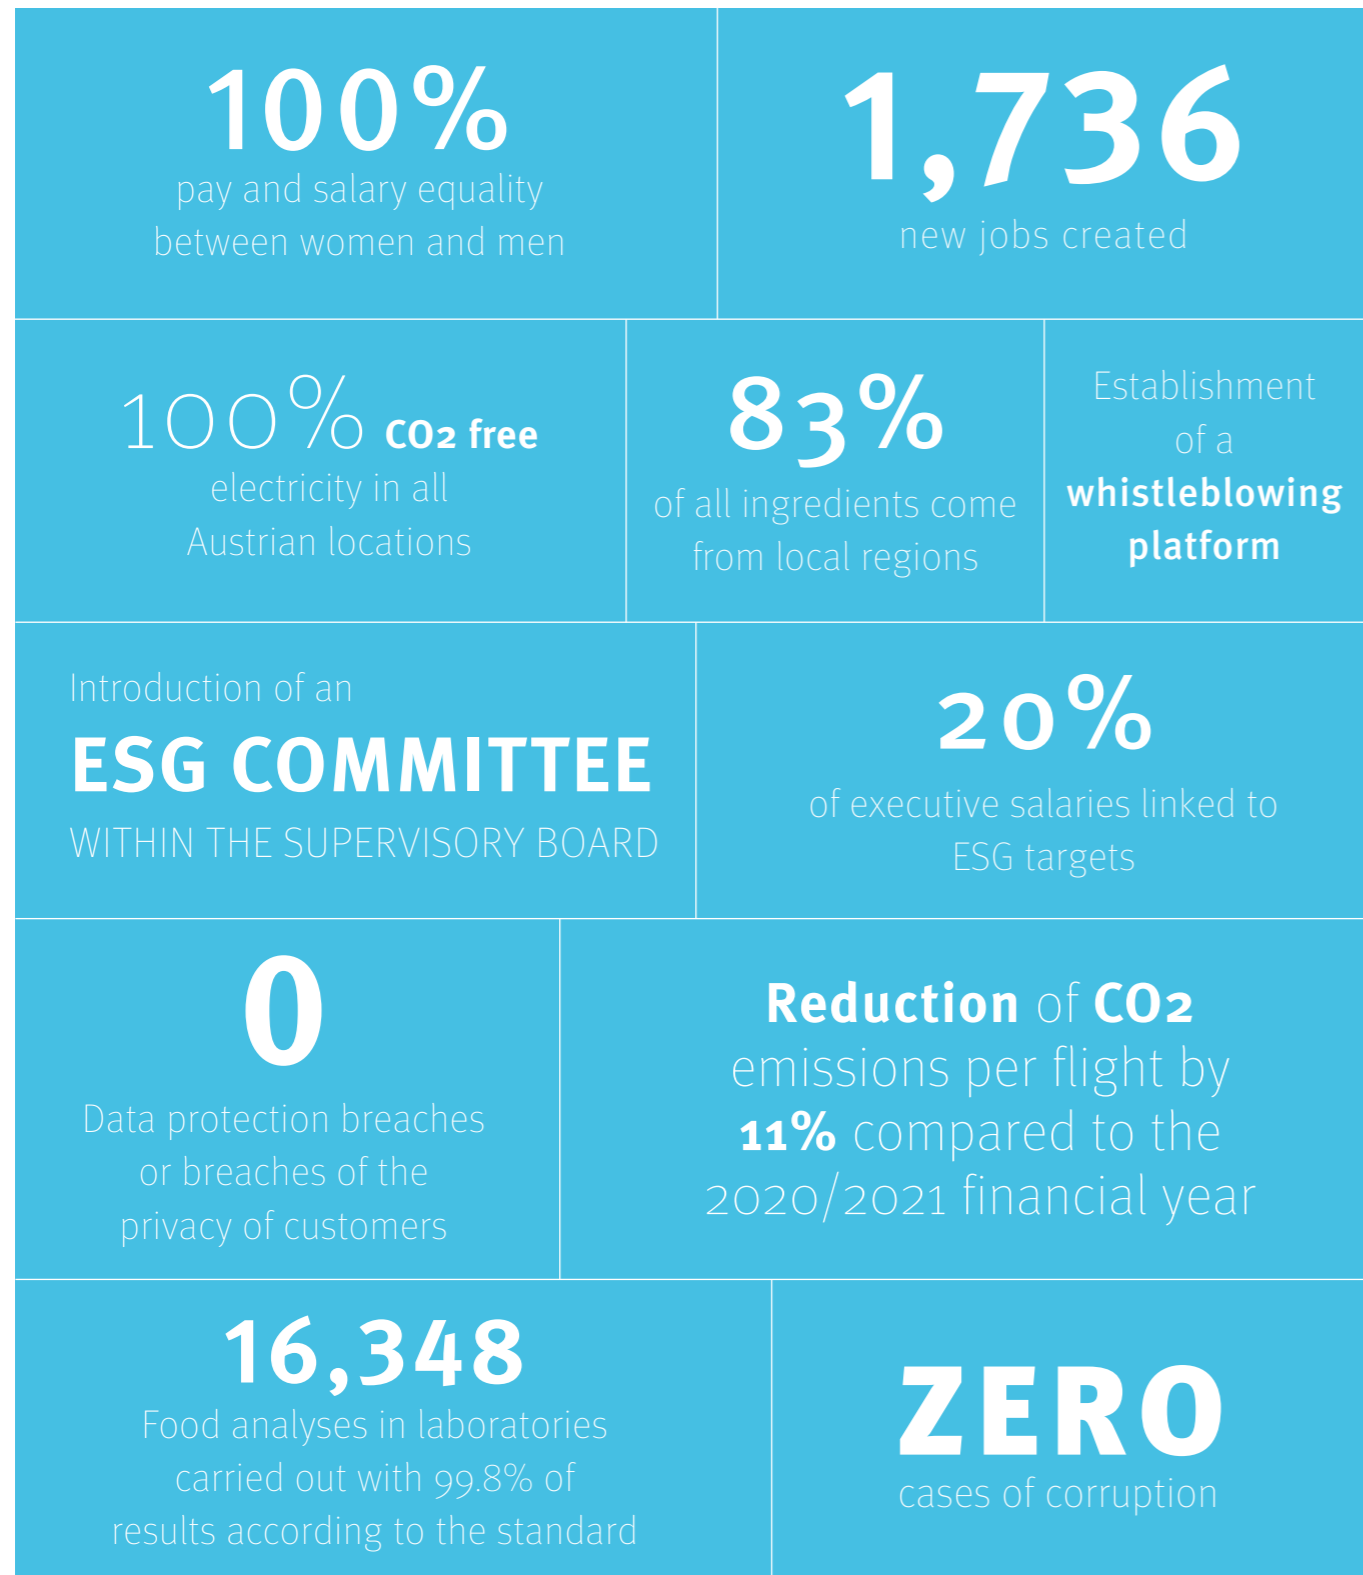 100%
pay and salary equality
between women and men
1,736
new jobs created
100% CO2 free
electricity in all
Austrian locations
83%
of all ingredients come
from local regions
Establishment
of a
whistleblowing
platform
Introduction of an
ESG COMMITTEE
WITHIN THE SUPERVISORY BOARD
20%
of executive salaries linked to
ESG targets
0
Data protection breaches
or breaches of the
privacy of customers
Reduction of CO2
emissions per flight by
11% compared to the
2020/2021 financial year
16,348
Food analyses in laboratories
carried out with 99.8% of
results according to the standard
ZERO
cases of corruption